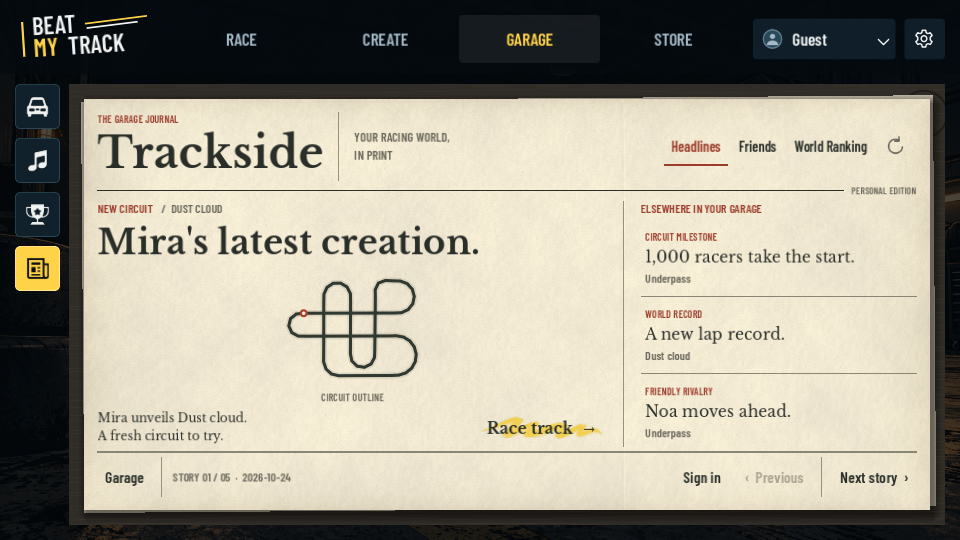 BEAT
MY TRACK
RACE
CREATE
GARAGE
STORE
Guest
THE GARAGE JOURNAL
Trackside
YOUR RACING WORLD,
IN PRINT
Headlines
Friends
World Ranking
PERSONAL EDITION
NEW CIRCUIT / DUST CLOUD
Mira's latest creation.
CIRCUIT OUTLINE
Mira unveils Dust cloud.
A fresh circuit to try.
Race track →
ELSEWHERE IN YOUR GARAGE
CIRCUIT MILESTONE
1,000 racers take the start.
Underpass
WORLD RECORD
A new lap record.
Dust cloud
FRIENDLY RIVALRY
Noa moves ahead.
Underpass
Garage
STORY 01 / 05 · 2026-10-24
Sign in
‹ Previous
Next story ›